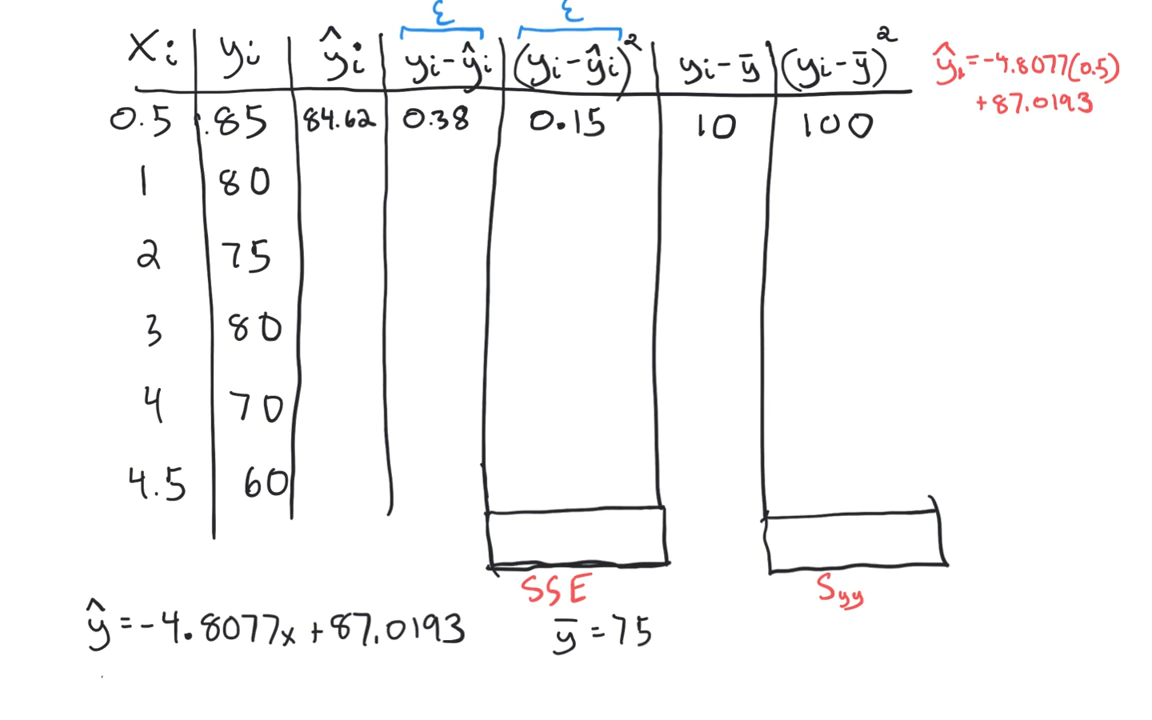 ε ε
xi yi ŷi yi-ŷi (yi-ŷi)² yi-ȳ (yi-ȳ)² ŷ₁=-4.8077(0.5)
+87.0193
0.5 .85 84.62 0.38 0.15 10 100
1 80
2 75
3 80
4 70
4.5 60
SSE Syy
ŷ=-4.8077x+87.0193 ȳ=75